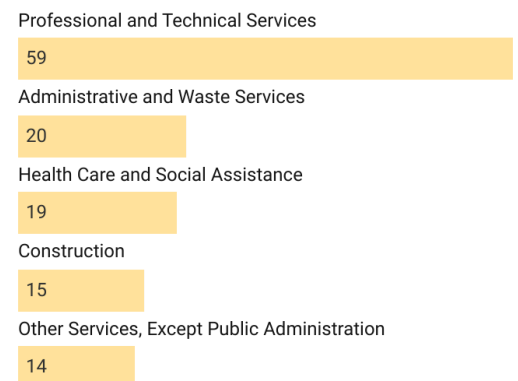 Professional and Technical Services
59
Administrative and Waste Services
20
Health Care and Social Assistance
19
Construction
15
Other Services, Except Public Administration
14